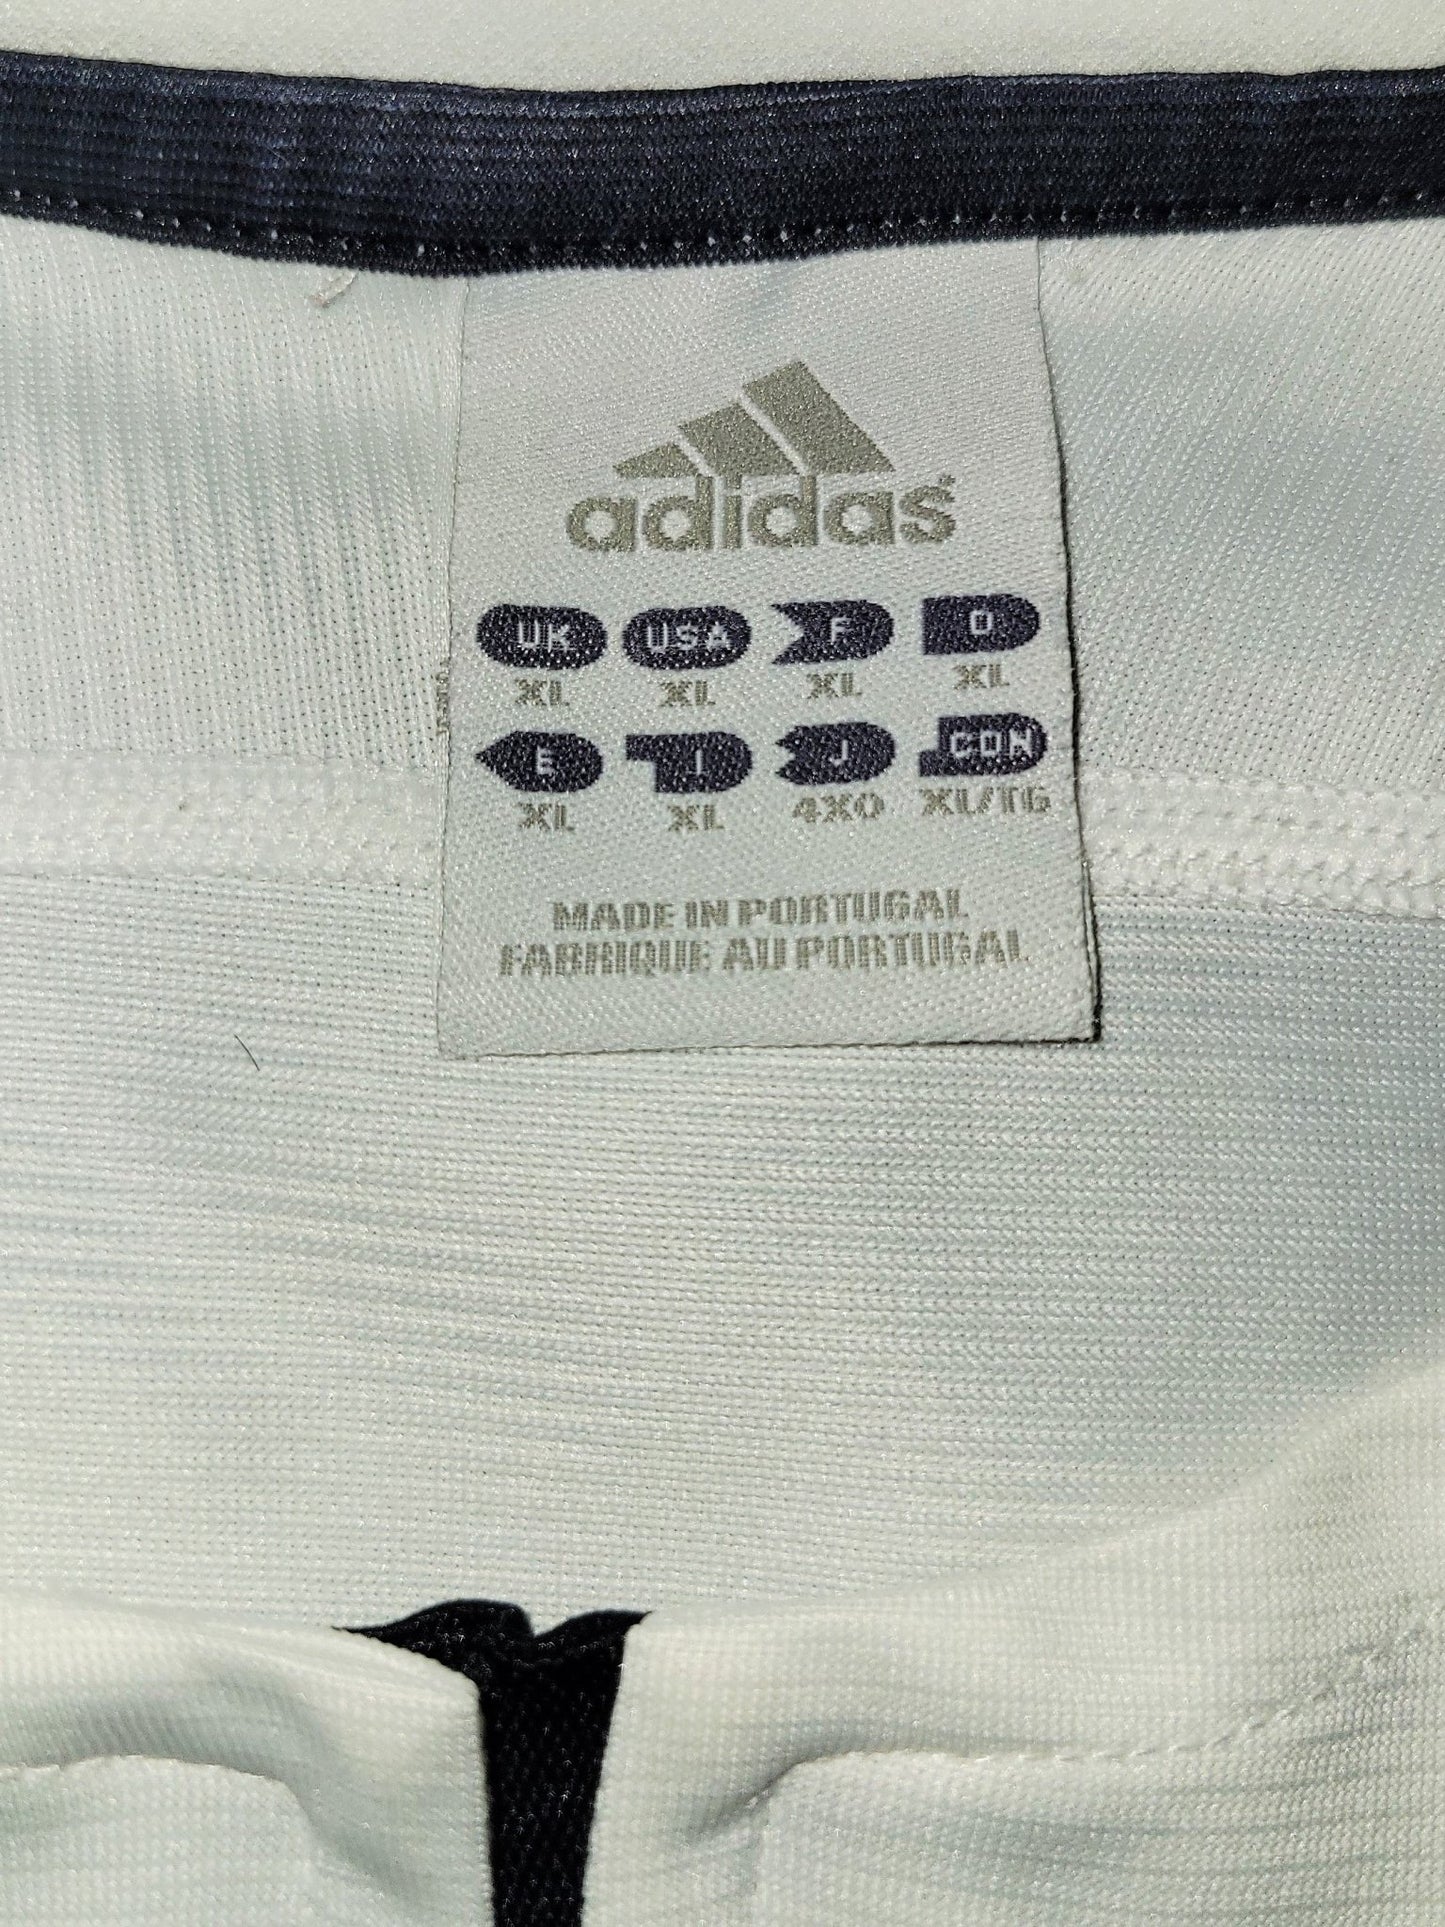 adidas
UK USA F D
XL XL XL XL
E I J CDN
XL XL 4XO XL/TG
MADE IN PORTUGAL
FABRIQUE AU PORTUGAL